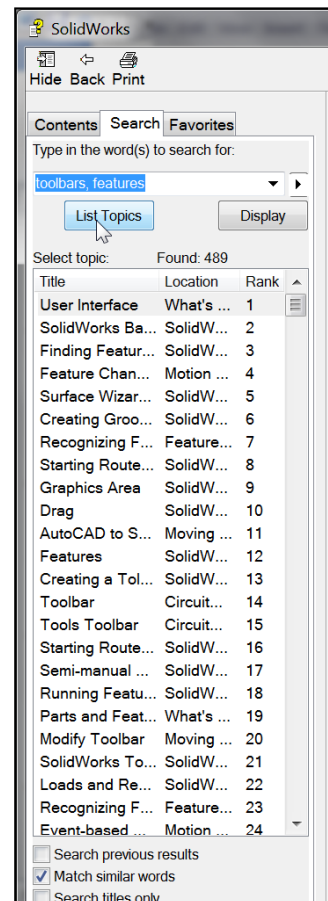 SolidWorks
Hide Back Print
Contents Search Favorites
Type in the word(s) to search for:
toolbars, features
List Topics Display
Select topic: Found: 489
Title Location Rank
User Interface What's ... 1
SolidWorks Ba... SolidW... 2
Finding Featur... SolidW... 3
Feature Chan... Motion ... 4
Surface Wizar... SolidW... 5
Creating Groo... SolidW... 6
Recognizing F... Feature... 7
Starting Route... SolidW... 8
Graphics Area SolidW... 9
Drag SolidW... 10
AutoCAD to S... Moving ... 11
Features SolidW... 12
Creating a Tol... SolidW... 13
Toolbar Circuit... 14
Tools Toolbar Circuit... 15
Starting Route... SolidW... 16
Semi-manual ... SolidW... 17
Running Featu... SolidW... 18
Parts and Feat... What's ... 19
Modify Toolbar Moving ... 20
SolidWorks To... SolidW... 21
Loads and Re... SolidW... 22
Recognizing F... Feature... 23
Event-based ... Motion ... 24
Search previous results
Match similar words
Search titles only